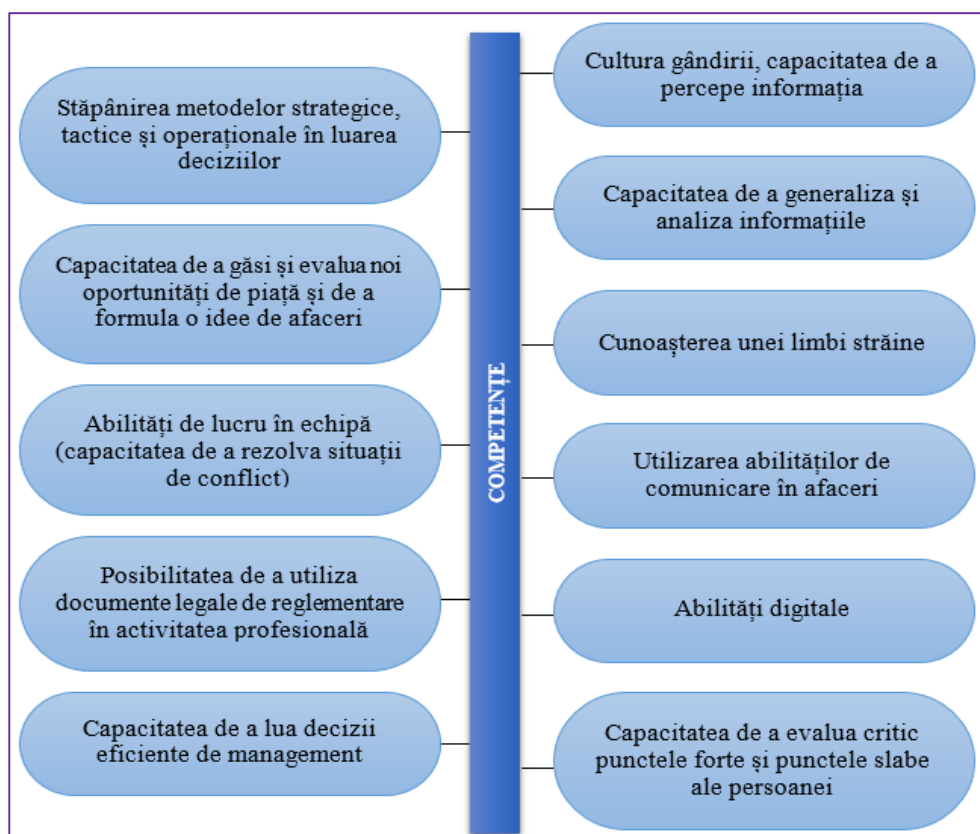 Stăpânirea metodelor strategice,
tactice și operaționale în luarea
deciziilor
Capacitatea de a găsi și evalua noi
oportunități de piață și de a
formula o idee de afaceri
Abilități de lucru în echipă
(capacitatea de a rezolva situații
de conflict)
Posibilitatea de a utiliza
documente legale de reglementare
în activitatea profesională
Capacitatea de a lua decizii
eficiente de management
COMPETENȚE
Cultura gândirii, capacitatea de a
percepe informația
Capacitatea de a generaliza și
analiza informațiile
Cunoașterea unei limbi străine
Utilizarea abilităților de
comunicare în afaceri
Abilități digitale
Capacitatea de a evalua critic
punctele forte și punctele slabe
ale persoanei